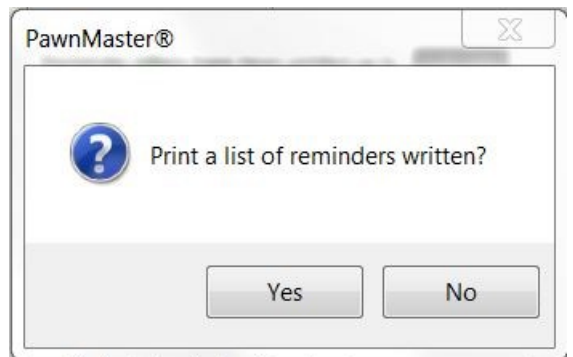 PawnMaster®
Print a list of reminders written?
Yes
No